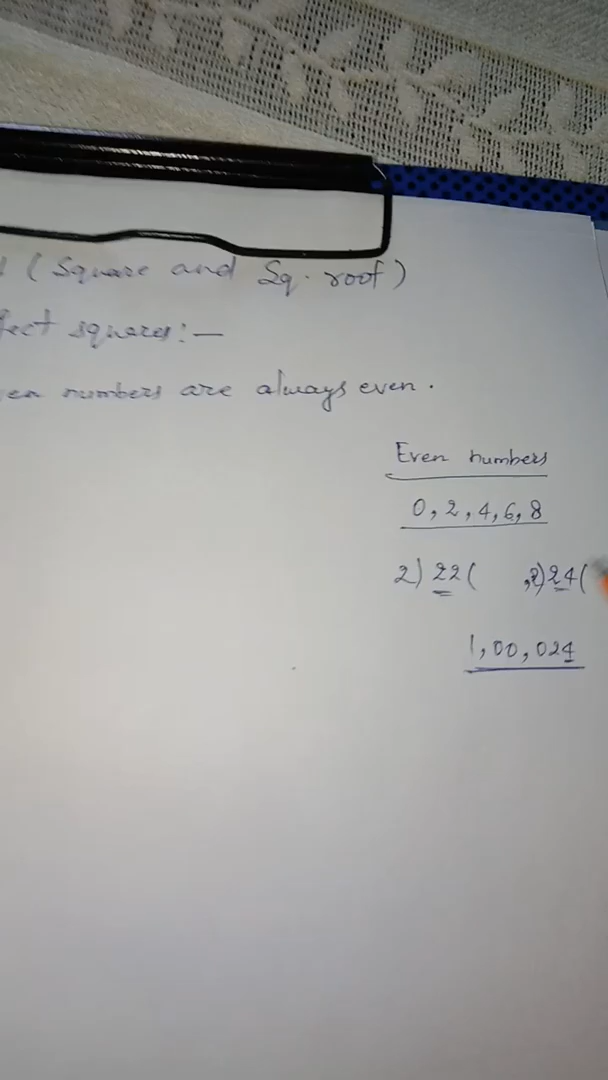 (Square and Sq. root)
fect squares:—
en numbers are always even.
Even numbers
0, 2, 4, 6, 8
2) 22 ( 2) 24 (
1,00,024